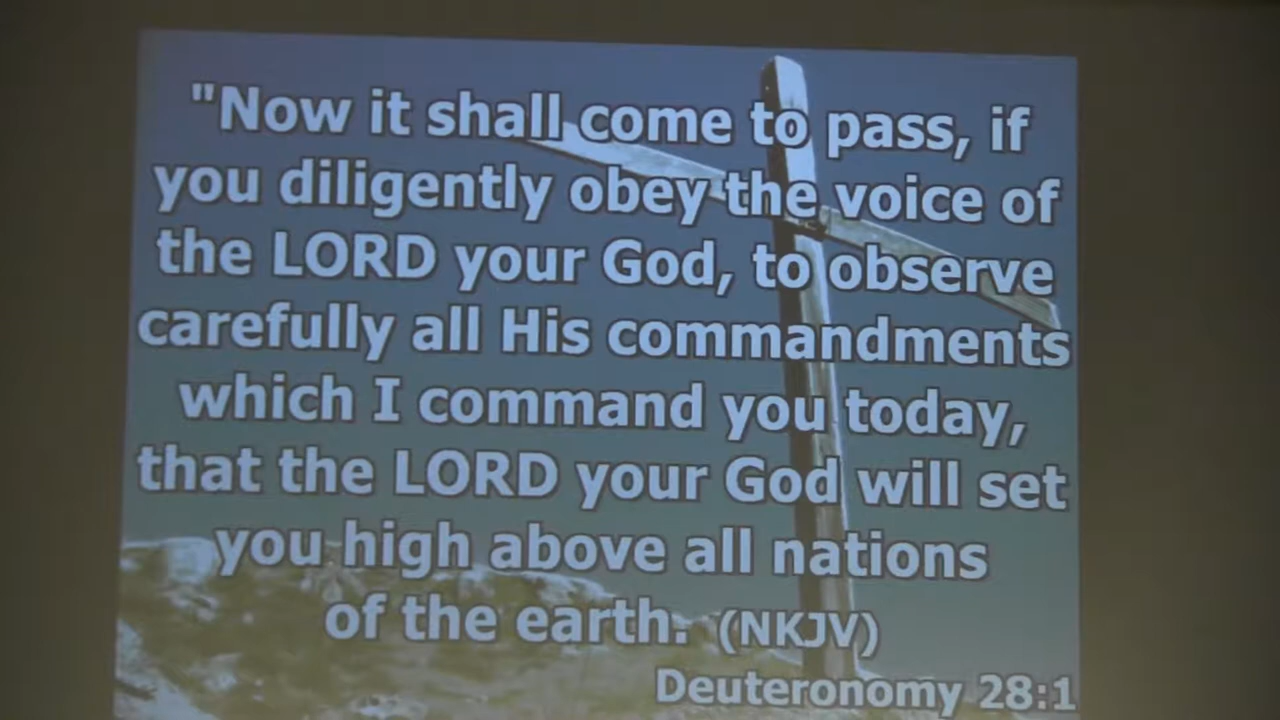 "Now it shall come to pass, if
you diligently obey the voice of
the LORD your God, to observe
carefully all His commandments
which I command you today,
that the LORD your God will set
you high above all nations
of the earth. (NKJV)
Deuteronomy 28:1